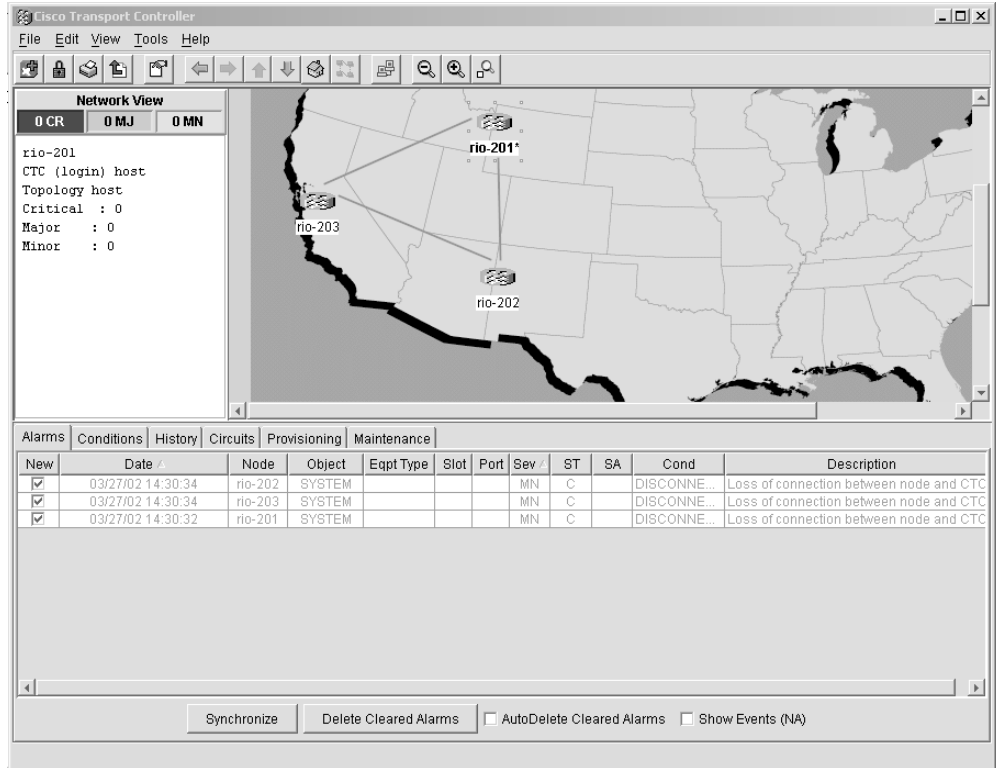 Cisco Transport Controller
File Edit View Tools Help
Network View
0 CR 0 MJ 0 MN
rio-201
CTC (login) host
Topology host
Critical : 0
Major : 0
Minor : 0
rio-201*
rio-203
rio-202
Alarms Conditions History Circuits Provisioning Maintenance
New Date Node Object Eqpt Type Slot Port Sev ST SA Cond Description
03/27/02 14:30:34 rio-202 SYSTEM MN C DISCONNE... Loss of connection between node and CTC
03/27/02 14:30:34 rio-203 SYSTEM MN C DISCONNE... Loss of connection between node and CTC
03/27/02 14:30:32 rio-201 SYSTEM MN C DISCONNE... Loss of connection between node and CTC
Synchronize Delete Cleared Alarms AutoDelete Cleared Alarms Show Events (NA)